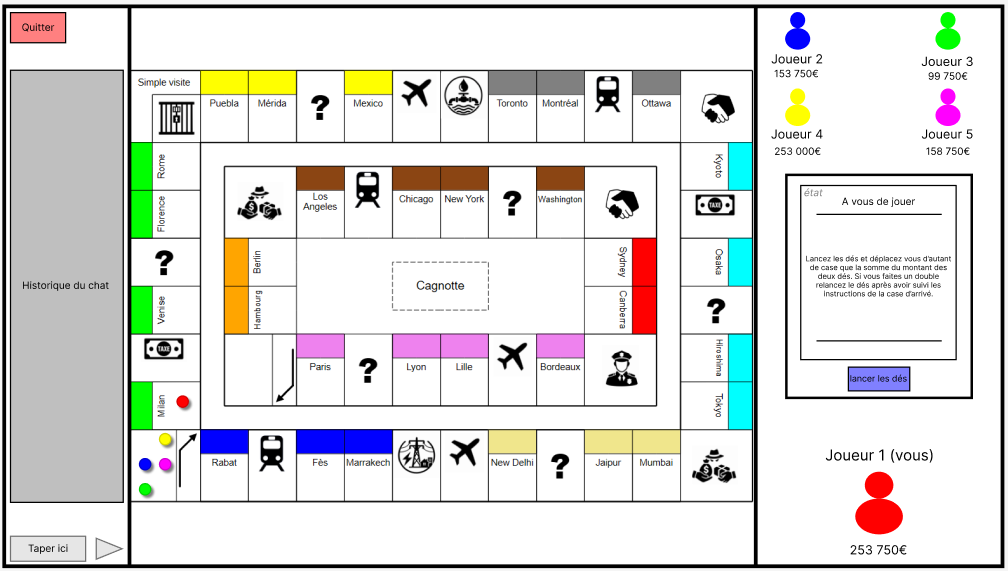 Quitter
Historique du chat
Taper ici
Simple visite
Puebla
Mérida
?
Mexico
Toronto
Montréal
Ottawa
Rome
Florence
?
Venise
TAXE
Milan
Kyoto
TAXE
Osaka
?
Hiroshima
Tokyo
Los
Angeles
Chicago
New York
?
Washington
Berlin
Hambourg
Cagnotte
Sydney
Canberra
Paris
?
Lyon
Lille
Bordeaux
Rabat
Fès
Marrakech
New Delhi
?
Jaipur
Mumbai
Joueur 2
153 750€
Joueur 3
99 750€
Joueur 4
253 000€
Joueur 5
158 750€
état
A vous de jouer
Lancez les dés et déplacez vous d'autant
de case que la somme du montant des
deux dés. Si vous faites un double
relancez le dés après avoir suivi les
instructions de la case d'arrivé.
lancer les dés
Joueur 1 (vous)
253 750€